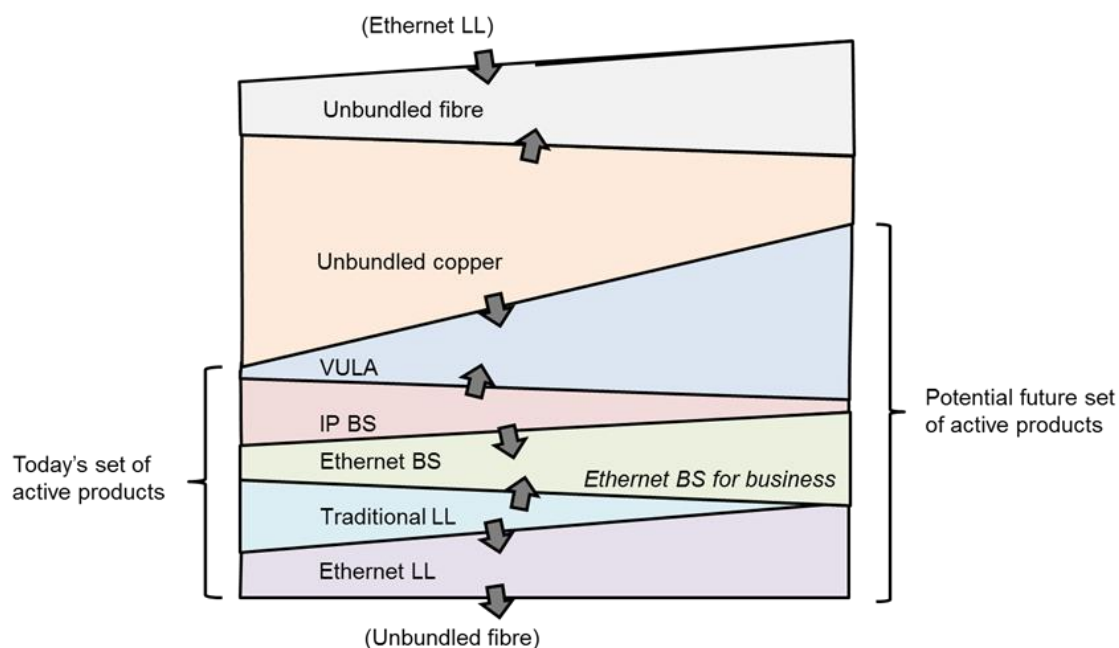 (Ethernet LL)
Unbundled fibre
Unbundled copper
VULA
IP BS
Ethernet BS
Ethernet BS for business
Traditional LL
Ethernet LL
(Unbundled fibre)
Today’s set of
active products
Potential future set
of active products